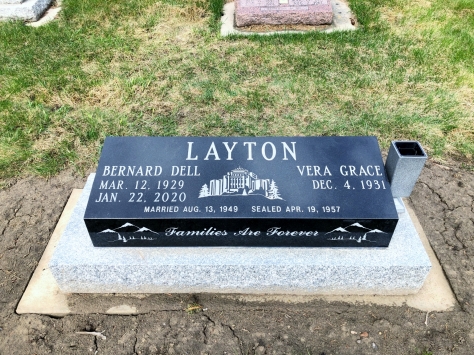 LAYTON
BERNARD DELL VERA GRACE
MAR. 12, 1929 DEC. 4, 1931
JAN. 22, 2020
MARRIED AUG. 13, 1949 SEALED APR. 19, 1957
Families Are Forever